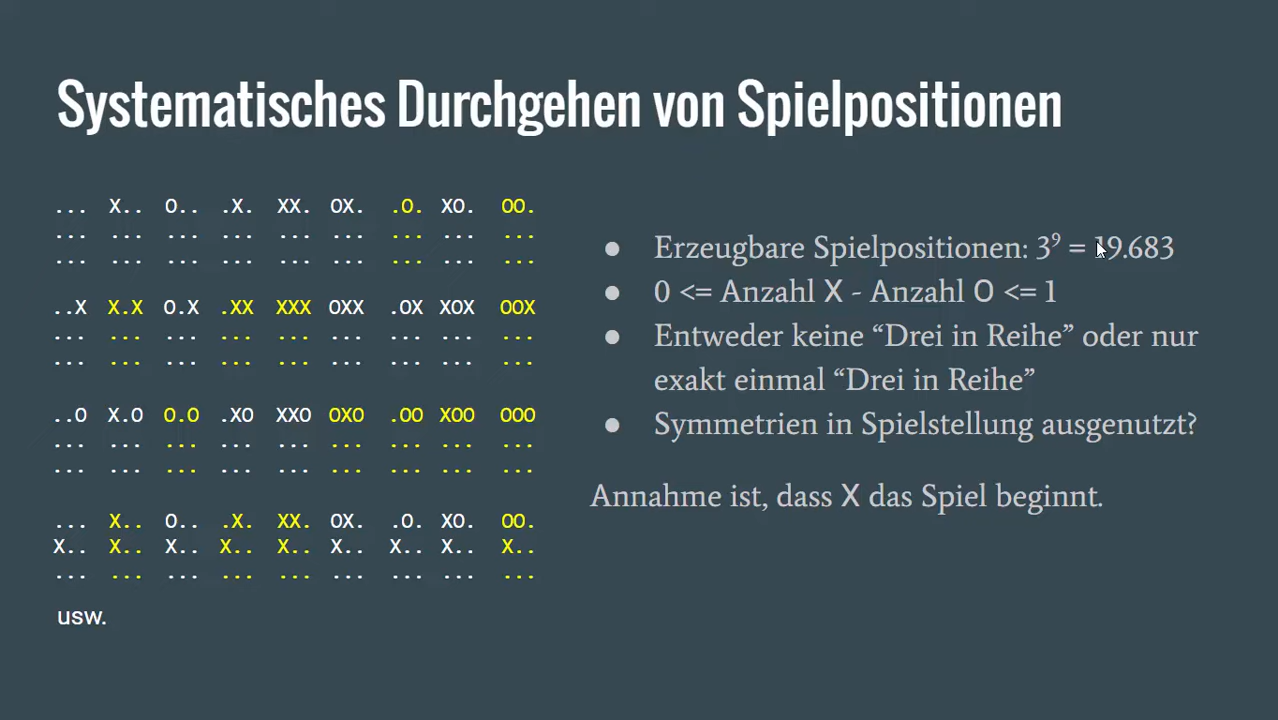 Systematisches Durchgehen von Spielpositionen
... X.. O.. .X. XX. OX. .O. XO. OO.
... ... ... ... ... ... ... ... ...
... ... ... ... ... ... ... ... ...
..X X.X O.X .XX XXX OXX .OX XOX OOX
... ... ... ... ... ... ... ... ...
... ... ... ... ... ... ... ... ...
..O X.O O.O .XO XXO OXO .OO XOO OOO
... ... ... ... ... ... ... ... ...
... ... ... ... ... ... ... ... ...
... X.. O.. .X. XX. OX. .O. XO. OO.
X.. X.. X.. X.. X.. X.. X.. X.. X..
... ... ... ... ... ... ... ... ...
usw.
● Erzeugbare Spielpositionen: 3⁹ = 19.683
● 0 <= Anzahl X - Anzahl O <= 1
● Entweder keine “Drei in Reihe” oder nur
exakt einmal “Drei in Reihe”
● Symmetrien in Spielstellung ausgenutzt?
Annahme ist, dass X das Spiel beginnt.